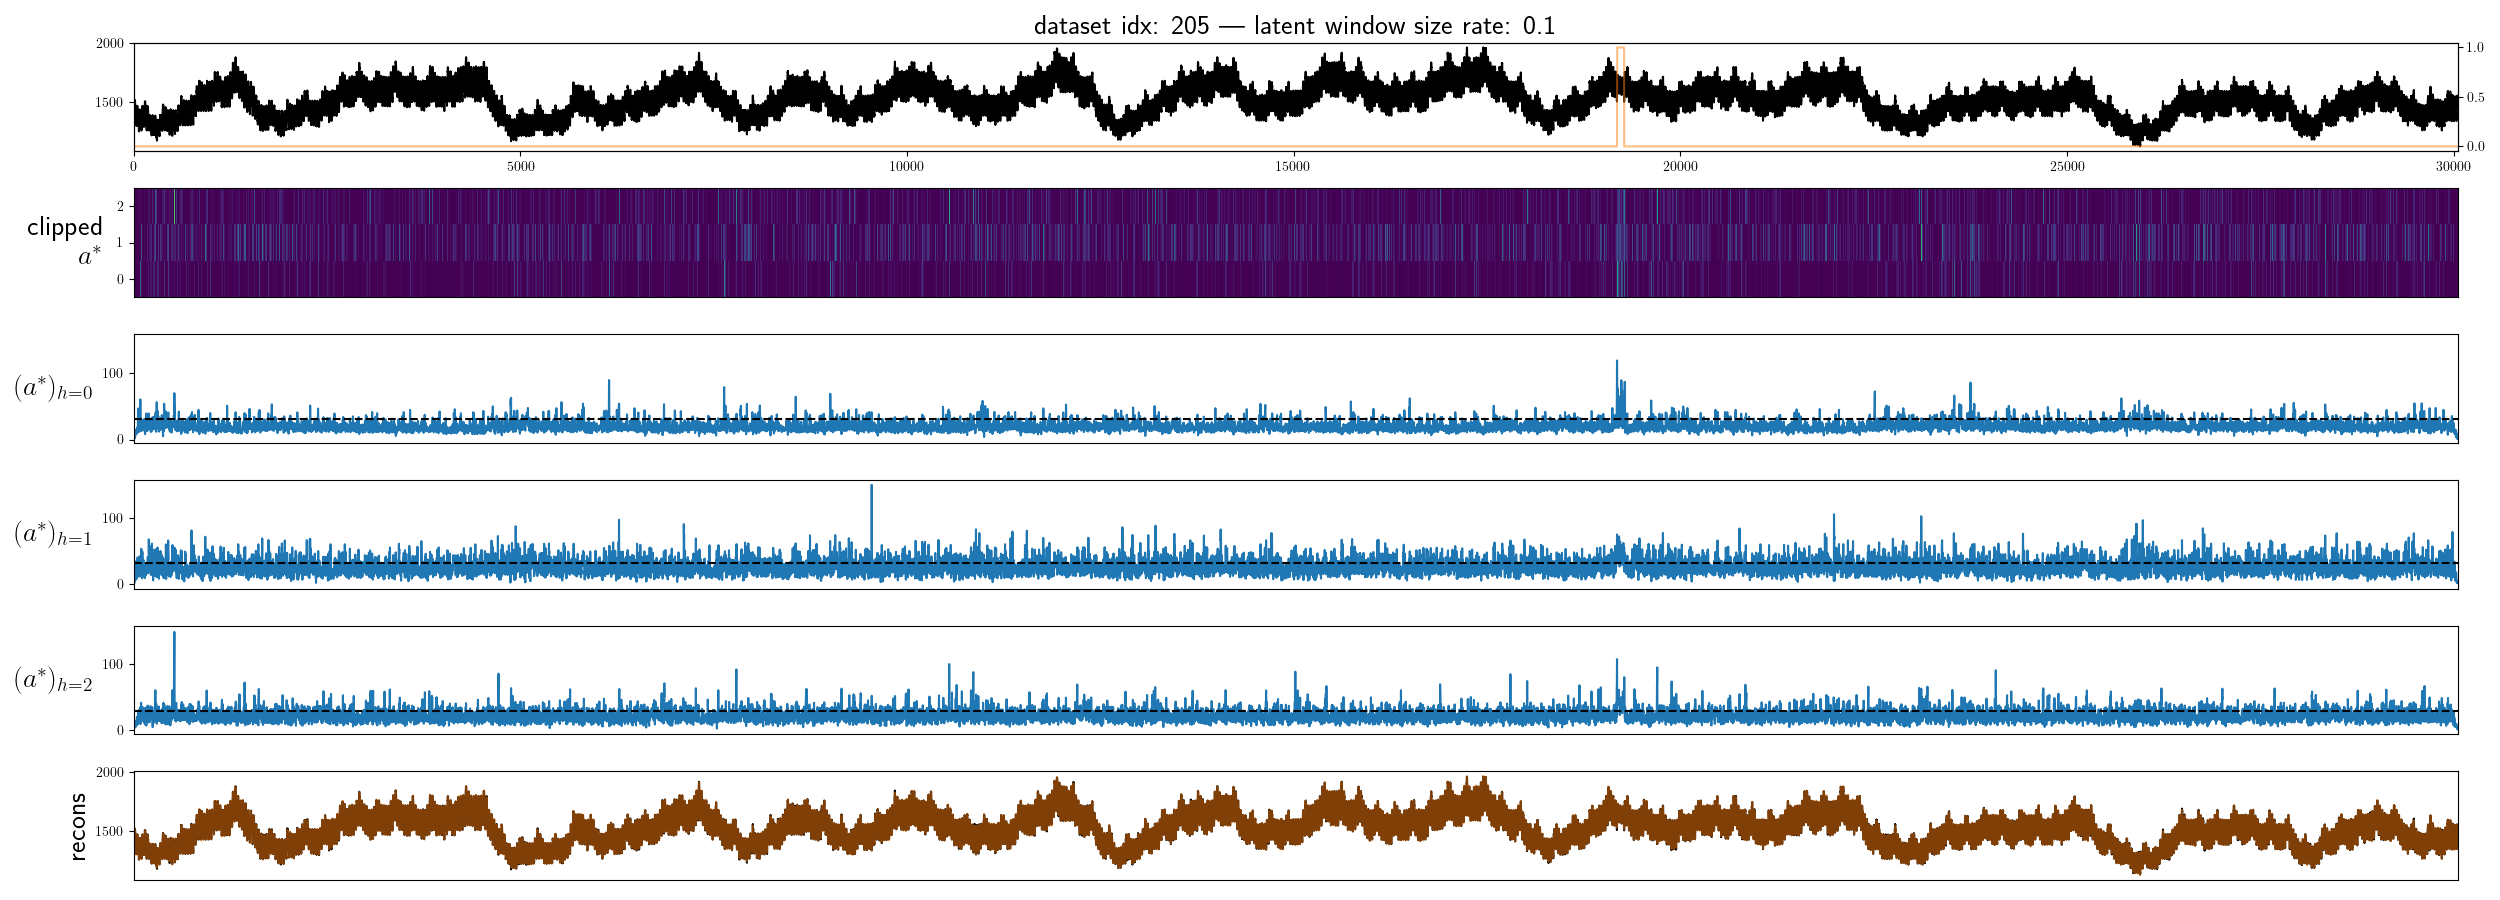 dataset idx: 205 — latent window size rate: 0.1
2000
1500
1.0
0.5
0.0
0 5000 10000 15000 20000 25000 30000
clipped
a*
2
1
0
(a*)h=0
100
0
(a*)h=1
100
0
(a*)h=2
100
0
recons
2000
1500